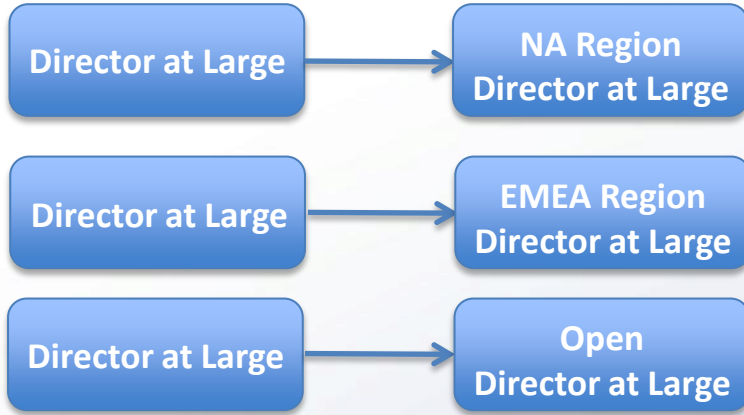 Director at Large
NA Region
Director at Large
Director at Large
EMEA Region
Director at Large
Director at Large
Open
Director at Large